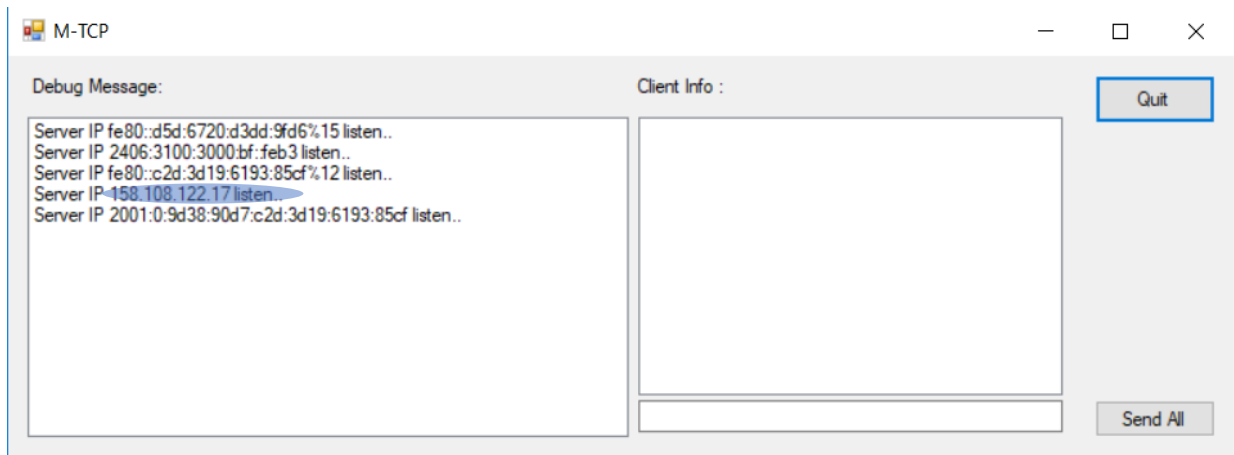 M-TCP
Debug Message:
Client Info :
Quit
Server IP fe80::d5d:6720:d3dd:9fd6%15 listen..
Server IP 2406:3100:3000:bf::feb3 listen..
Server IP fe80::c2d:3d19:6193:85cf%12 listen..
Server IP 158.108.122.17 listen..
Server IP 2001:0:9d38:90d7:c2d:3d19:6193:85cf listen..
Send All